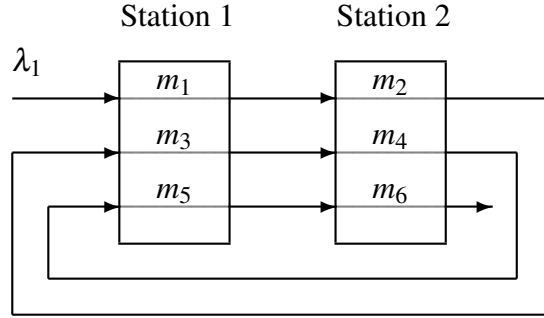 Station 1 Station 2
λ₁
m₁ m₂
m₃ m₄
m₅ m₆